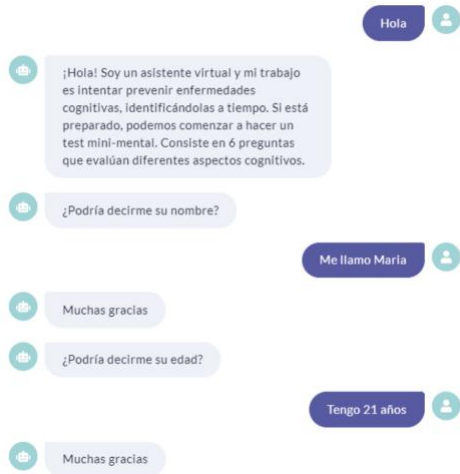 Hola
¡Hola! Soy un asistente virtual y mi trabajo
es intentar prevenir enfermedades
cognitivas, identificándolas a tiempo. Si está
preparado, podemos comenzar a hacer un
test mini-mental. Consiste en 6 preguntas
que evalúan diferentes aspectos cognitivos.
¿Podría decirme su nombre?
Me llamo Maria
Muchas gracias
¿Podría decirme su edad?
Tengo 21 años
Muchas gracias